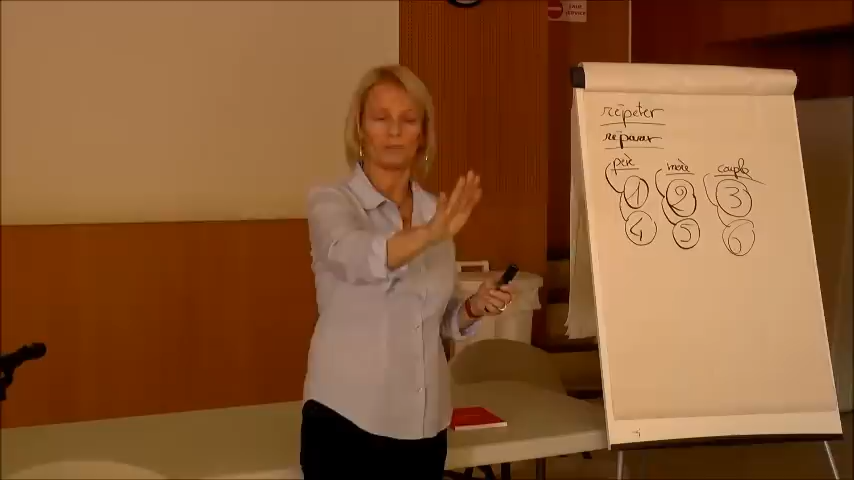 répéter
réparer
père mère couple
1 2 3
4 5 6